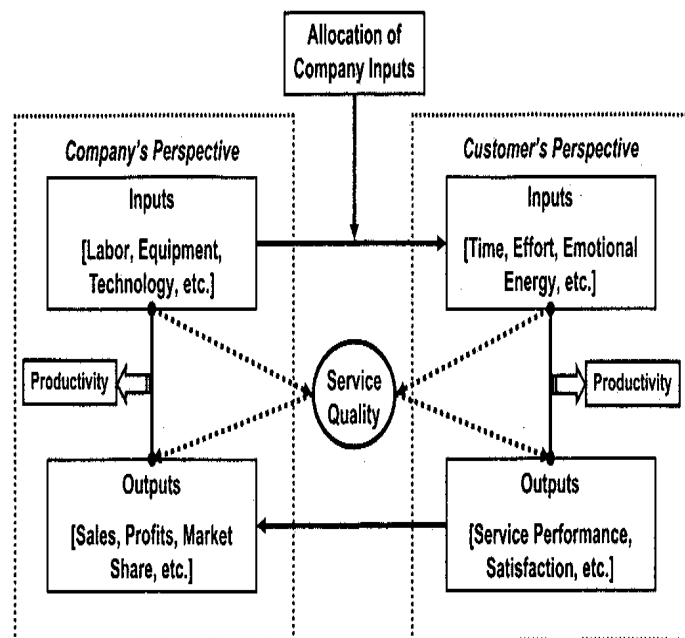 Allocation of
Company Inputs
Company's Perspective
Inputs
[Labor, Equipment,
Technology, etc.]
Customer's Perspective
Inputs
[Time, Effort, Emotional
Energy, etc.]
Productivity
Service
Quality
Productivity
Outputs
[Sales, Profits, Market
Share, etc.]
Outputs
[Service Performance,
Satisfaction, etc.]